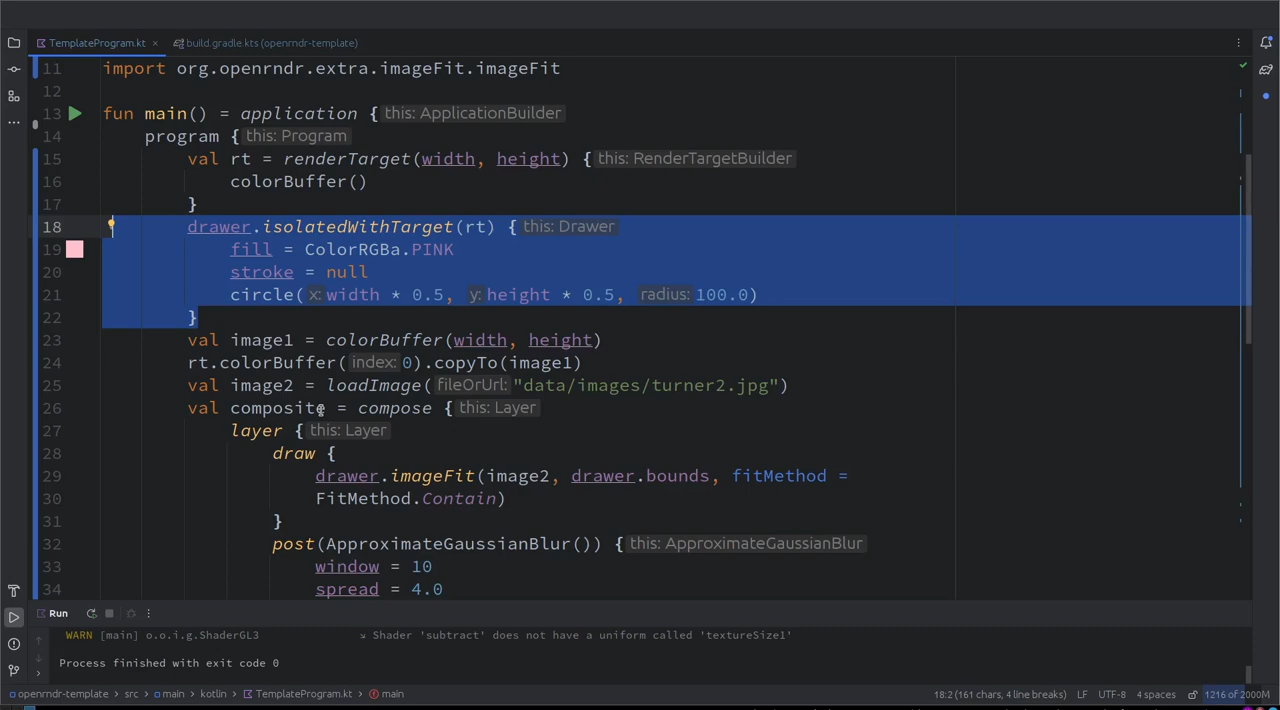 TemplateProgram.kt × build.gradle.kts (openrndr-template)
11 import org.openrndr.extra.imageFit.imageFit
12
13 fun main() = application { this: ApplicationBuilder
14 program { this: Program
15 val rt = renderTarget(width, height) { this: RenderTargetBuilder
16 colorBuffer()
17 }
18 drawer.isolatedWithTarget(rt) { this: Drawer
19 fill = ColorRGBa.PINK
20 stroke = null
21 circle( x: width * 0.5, y: height * 0.5, radius: 100.0)
22 }
23 val image1 = colorBuffer(width, height)
24 rt.colorBuffer( index: 0).copyTo(image1)
25 val image2 = loadImage( fileOrUrl: "data/images/turner2.jpg")
26 val composite = compose { this: Layer
27 layer { this: Layer
28 draw {
29 drawer.imageFit(image2, drawer.bounds, fitMethod =
30 FitMethod.Contain)
31 }
32 post(ApproximateGaussianBlur()) { this: ApproximateGaussianBlur
33 window = 10
34 spread = 4.0
Run
WARN [main] o.o.i.g.ShaderGL3 ↘ Shader 'subtract' does not have a uniform called 'textureSize1'
Process finished with exit code 0
openrndr-template > src > main > kotlin > TemplateProgram.kt > main 18:2 (161 chars, 4 line breaks) LF UTF-8 4 spaces 1216 of 2000M